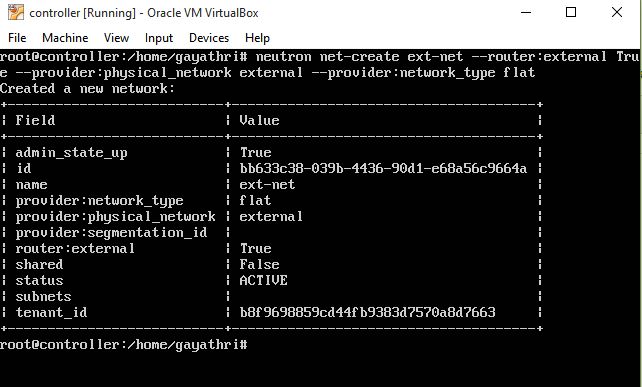 controller [Running] - Oracle VM VirtualBox
File Machine View Input Devices Help
root@controller:/home/gayathri# neutron net-create ext-net --router:external Tru
e --provider:physical_network external --provider:network_type flat
Created a new network:
+---------------------------+--------------------------------------+
| Field | Value |
+---------------------------+--------------------------------------+
| admin_state_up | True |
| id | bb633c38-039b-4436-90d1-e68a56c9664a |
| name | ext-net |
| provider:network_type | flat |
| provider:physical_network | external |
| provider:segmentation_id | |
| router:external | True |
| shared | False |
| status | ACTIVE |
| subnets | |
| tenant_id | b8f9698859cd44fb9383d7570a8d7663 |
+---------------------------+--------------------------------------+
root@controller:/home/gayathri#